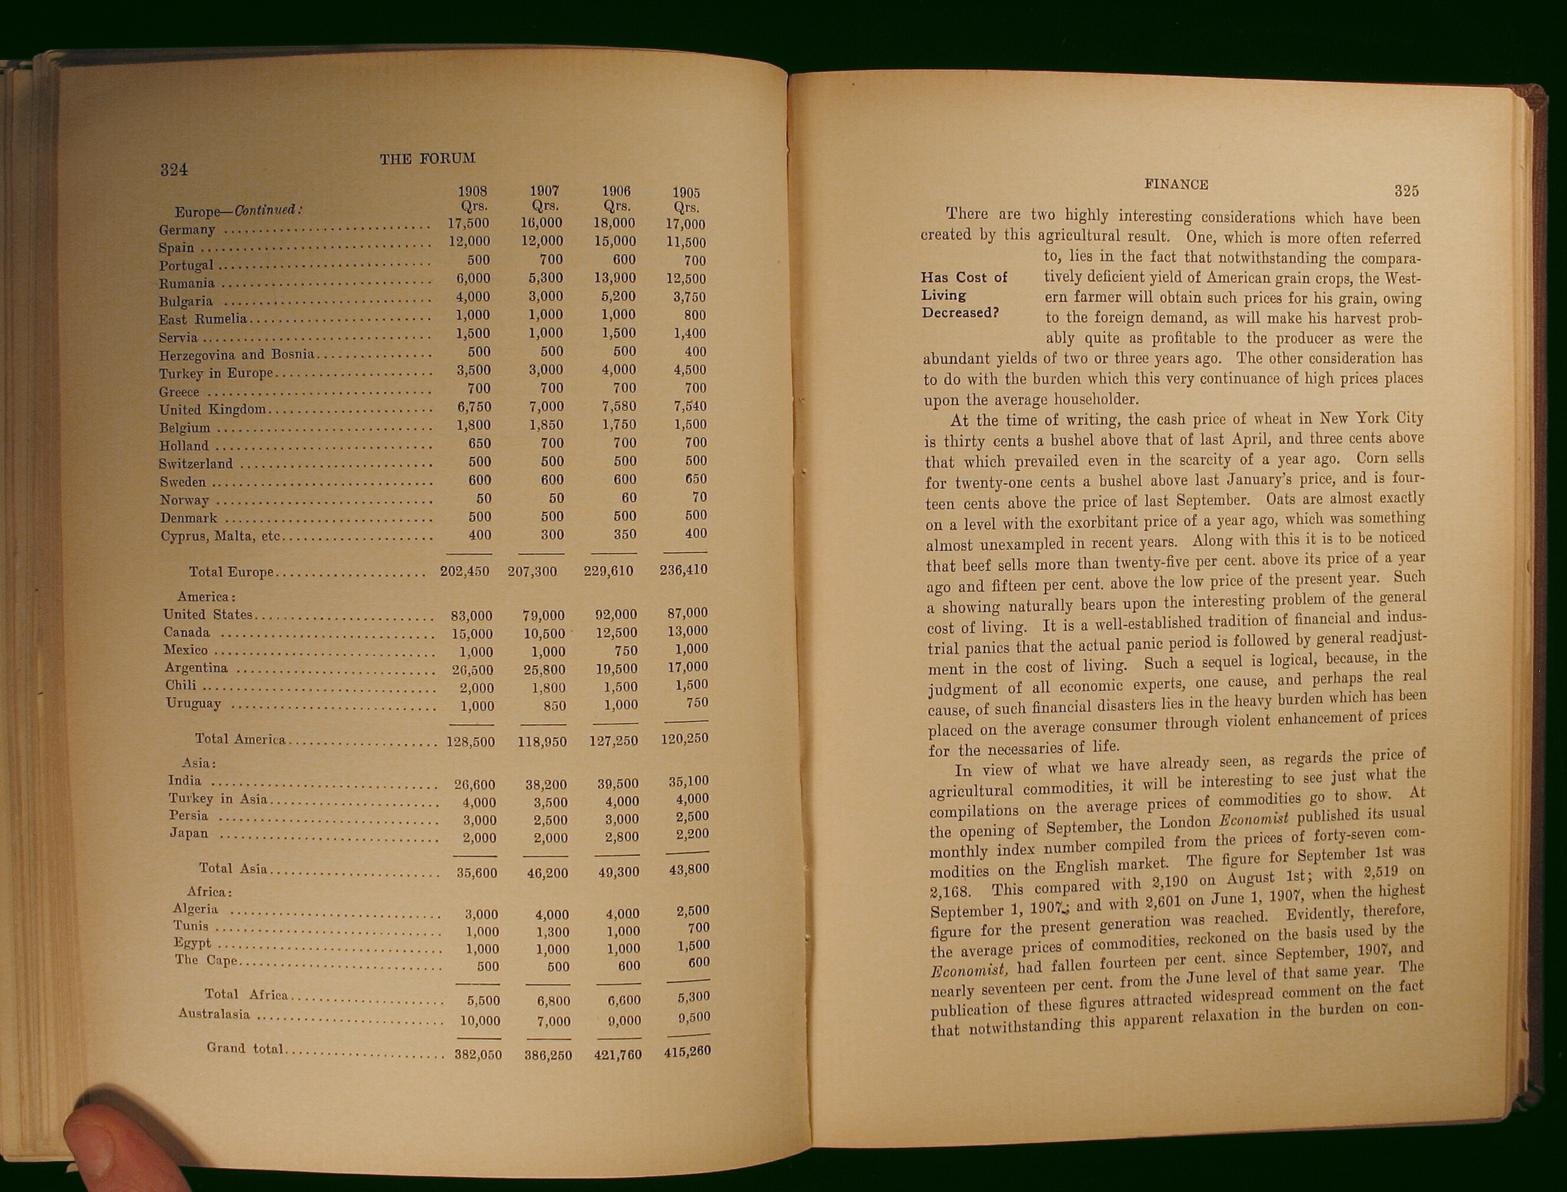 324
THE FORUM
1908 1907 1906 1905
Europe—Continued: Qrs. Qrs. Qrs. Qrs.
Germany .............................. 17,500 16,000 18,000 17,000
Spain .............................. 12,000 12,000 15,000 11,500
Portugal .............................. 500 700 600 700
Rumania .............................. 6,000 5,300 13,900 12,500
Bulgaria .............................. 4,000 3,000 5,200 3,750
East Rumelia.............................. 1,000 1,000 1,000 800
Servia .............................. 1,500 1,000 1,500 1,400
Herzegovina and Bosnia.................. 500 500 500 400
Turkey in Europe........................ 3,500 3,000 4,000 4,500
Greece .............................. 700 700 700 700
United Kingdom......................... 6,750 7,000 7,580 7,540
Belgium .............................. 1,800 1,850 1,750 1,500
Holland .............................. 650 700 700 700
Switzerland .............................. 500 500 500 500
Sweden .............................. 600 600 600 650
Norway .............................. 50 50 60 70
Denmark .............................. 500 500 500 500
Cyprus, Malta, etc...................... 400 300 350 400
Total Europe...................... 202,450 207,300 229,610 236,410
America:
United States........................... 83,000 79,000 92,000 87,000
Canada .............................. 15,000 10,500 12,500 13,000
Mexico .............................. 1,000 1,000 750 1,000
Argentina .............................. 26,500 25,800 19,500 17,000
Chili .............................. 2,000 1,800 1,500 1,500
Uruguay .............................. 1,000 850 1,000 750
Total America...................... 128,500 118,950 127,250 120,250
Asia:
India .............................. 26,600 38,200 39,500 35,100
Turkey in Asia......................... 4,000 3,500 4,000 4,000
Persia .............................. 3,000 2,500 3,000 2,500
Japan .............................. 2,000 2,000 2,800 2,200
Total Asia......................... 35,600 46,200 49,300 43,800
Africa:
Algeria .............................. 3,000 4,000 4,000 2,500
Tunis .............................. 1,000 1,300 1,000 700
Egypt .............................. 1,000 1,000 1,000 1,500
The Cape.............................. 500 500 600 600
Total Africa...................... 5,500 6,800 6,600 5,300
Australasia .......................... 10,000 7,000 9,000 9,500
Grand total........................ 382,050 386,250 421,760 415,260
FINANCE
325
There are two highly interesting considerations which have been
created by this agricultural result. One, which is more often referred
to, lies in the fact that notwithstanding the compara-
Has Cost of
Living
Decreased?
tively deficient yield of American grain crops, the West-
ern farmer will obtain such prices for his grain, owing
to the foreign demand, as will make his harvest prob-
ably quite as profitable to the producer as were the
abundant yields of two or three years ago. The other consideration has
to do with the burden which this very continuance of high prices places
upon the average householder.
At the time of writing, the cash price of wheat in New York City
is thirty cents a bushel above that of last April, and three cents above
that which prevailed even in the scarcity of a year ago. Corn sells
for twenty-one cents a bushel above last January's price, and is four-
teen cents above the price of last September. Oats are almost exactly
on a level with the exorbitant price of a year ago, which was something
almost unexampled in recent years. Along with this it is to be noticed
that beef sells more than twenty-five per cent. above its price of a year
ago and fifteen per cent. above the low price of the present year. Such
a showing naturally bears upon the interesting problem of the general
cost of living. It is a well-established tradition of financial and indus-
trial panics that the actual panic period is followed by general readjust-
ment in the cost of living. Such a sequel is logical, because, in the
judgment of all economic experts, one cause, and perhaps the real
cause, of such financial disasters lies in the heavy burden which has been
placed on the average consumer through violent enhancement of prices
for the necessaries of life.
In view of what we have already seen, as regards the price of
agricultural commodities, it will be interesting to see just what the
compilations on the average prices of commodities go to show. At
the opening of September, the London Economist published its usual
monthly index number compiled from the prices of forty-seven com-
modities on the English market. The figure for September 1st was
2,168. This compared with 2,190 on August 1st; with 2,519 on
September 1, 1907; and with 2,601 on June 1, 1907, when the highest
figure for the present generation was reached. Evidently, therefore,
the average prices of commodities, reckoned on the basis used by the
Economist, had fallen fourteen per cent. since September, 1907, and
nearly seventeen per cent. from the June level of that same year. The
publication of these figures attracted widespread comment on the fact
that notwithstanding this apparent relaxation in the burden on con-